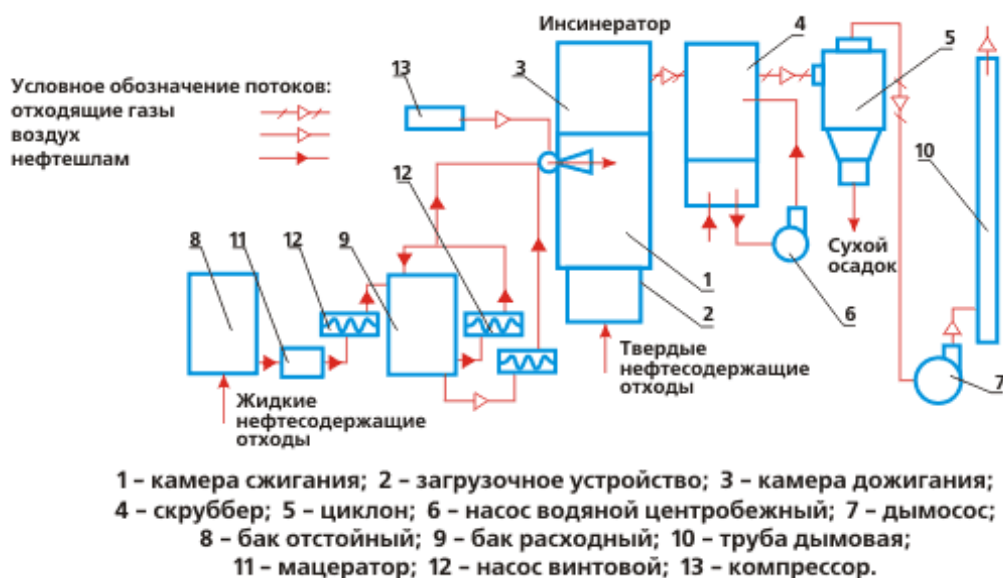 Инсинератор
4
5
3
13
Условное обозначение потоков:
отходящие газы
воздух
нефтешлам
12
10
8
11
12
9
1
2
6
7
Сухой
осадок
Твердые
нефтесодержащие
отходы
Жидкие
нефтесодержащие
отходы
1 – камера сжигания; 2 – загрузочное устройство; 3 – камера дожигания;
4 – скруббер; 5 – циклон; 6 – насос водяной центробежный; 7 – дымосос;
8 – бак отстойный; 9 – бак расходный; 10 – труба дымовая;
11 – мацератор; 12 – насос винтовой; 13 – компрессор.